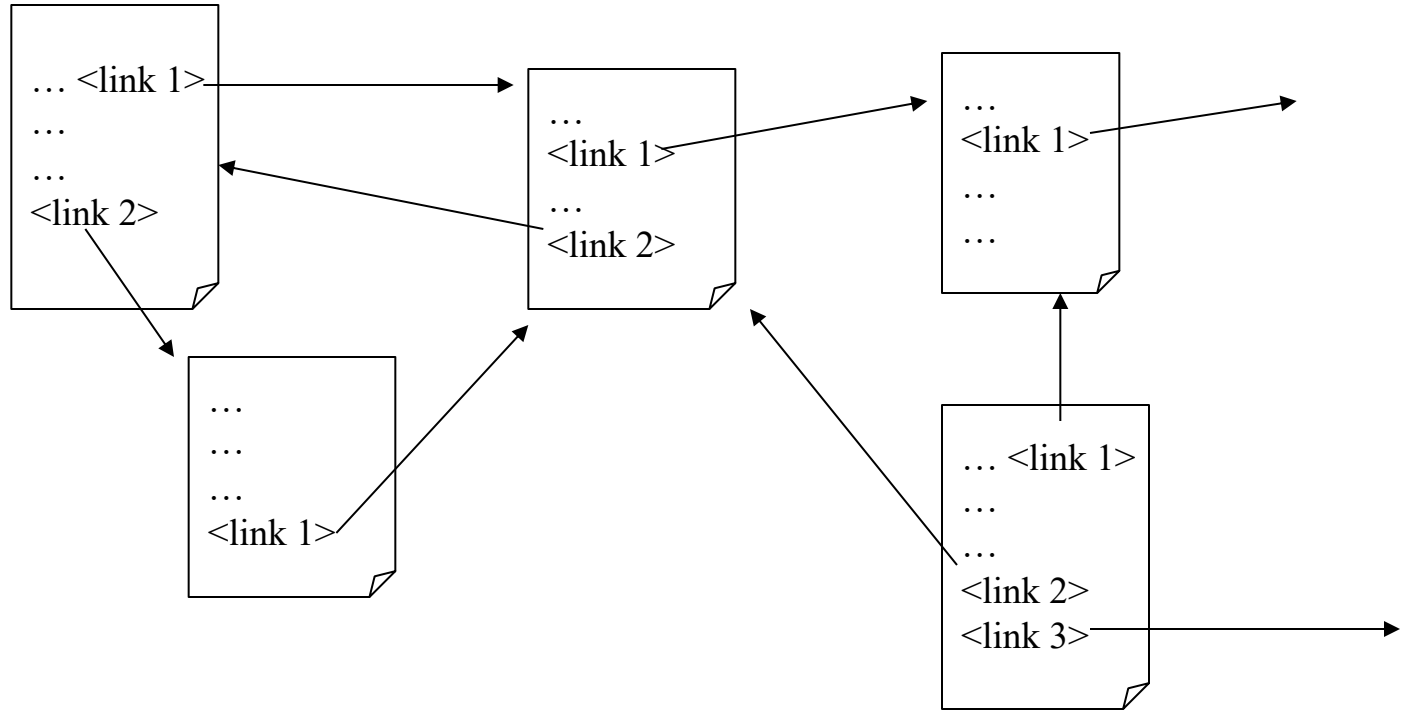 … <link 1>
…
…
<link 2>
…
<link 1>
…
<link 2>
…
<link 1>
…
…
…
…
…
<link 1>
… <link 1>
…
…
<link 2>
<link 3>